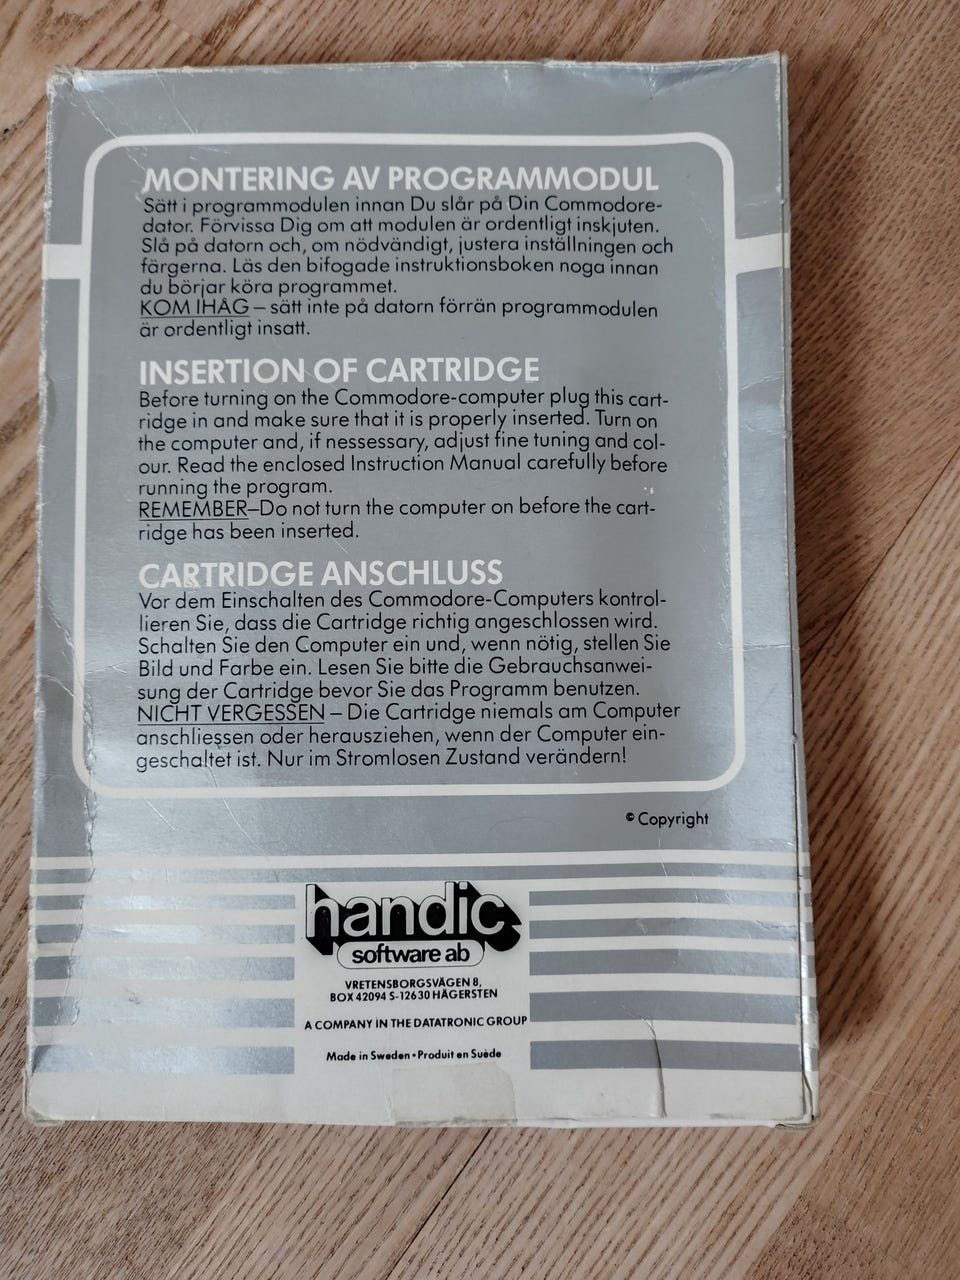 MONTERING AV PROGRAMMODUL
Sätt i programmodulen innan Du slår på Din Commodore-
dator. Förvissa Dig om att modulen är ordentligt inskjuten.
Slå på datorn och, om nödvändigt, justera inställningen och
färgerna. Läs den bifogade instruktionsboken noga innan
du börjar köra programmet.
KOM IHÅG – sätt inte på datorn förrän programmodulen
är ordentligt insatt.
INSERTION OF CARTRIDGE
Before turning on the Commodore-computer plug this cart-
ridge in and make sure that it is properly inserted. Turn on
the computer and, if nessessary, adjust fine tuning and col-
our. Read the enclosed Instruction Manual carefully before
running the program.
REMEMBER–Do not turn the computer on before the cart-
ridge has been inserted.
CARTRIDGE ANSCHLUSS
Vor dem Einschalten des Commodore-Computers kontrol-
lieren Sie, dass die Cartridge richtig angeschlossen wird.
Schalten Sie den Computer ein und, wenn nötig, stellen Sie
Bild und Farbe ein. Lesen Sie bitte die Gebrauchsanwei-
sung der Cartridge bevor Sie das Programm benutzen.
NICHT VERGESSEN – Die Cartridge niemals am Computer
anschliessen oder herausziehen, wenn der Computer ein-
geschaltet ist. Nur im Stromlosen Zustand verändern!
© Copyright
handic
software ab
VRETENSBORGSVÄGEN 8,
BOX 42094 S-12630 HÄGERSTEN
A COMPANY IN THE DATATRONIC GROUP
Made in Sweden • Produit en Suède